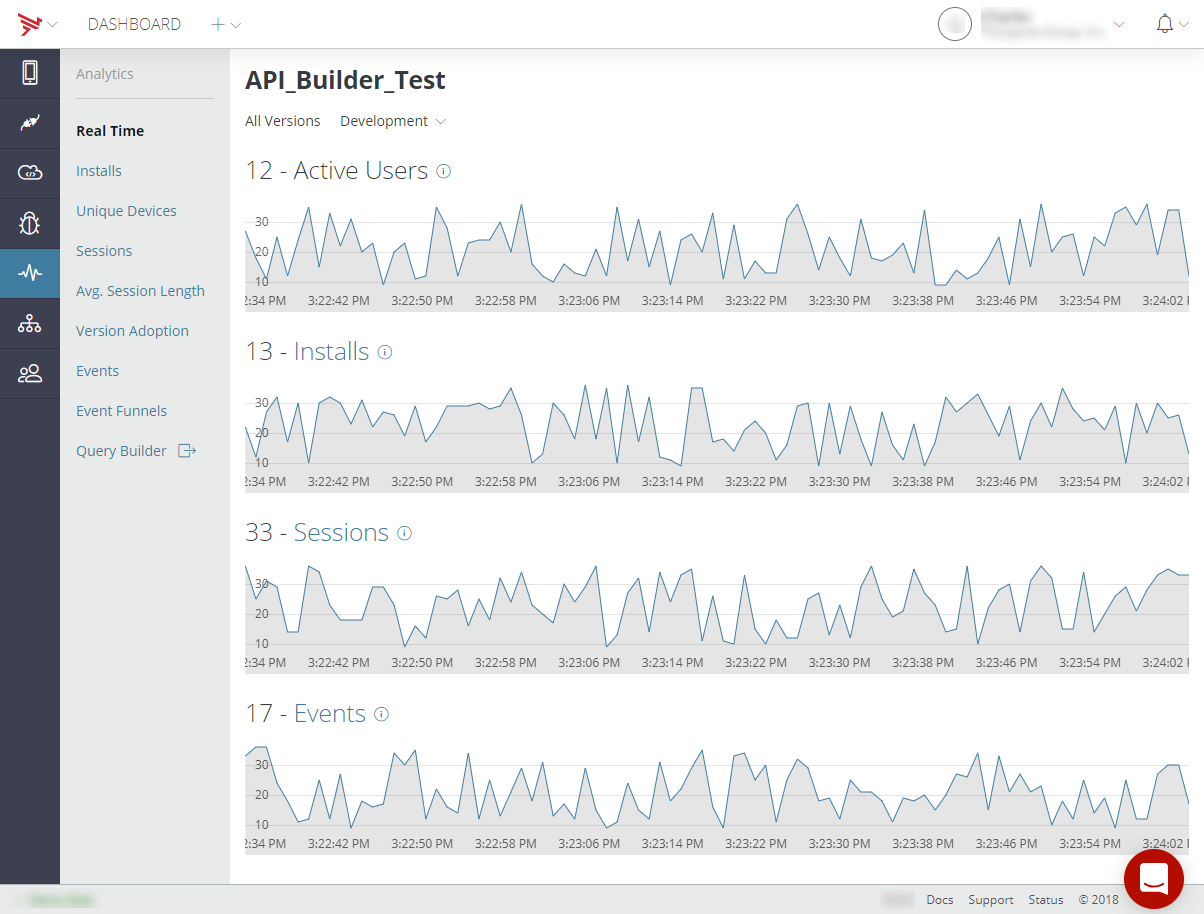 DASHBOARD
Analytics
Real Time
Installs
Unique Devices
Sessions
Avg. Session Length
Version Adoption
Events
Event Funnels
Query Builder
API_Builder_Test
All Versions Development
12 - Active Users
30
20
10
2:34 PM 3:22:42 PM 3:22:50 PM 3:22:58 PM 3:23:06 PM 3:23:14 PM 3:23:22 PM 3:23:30 PM 3:23:38 PM 3:23:46 PM 3:23:54 PM 3:24:02
13 - Installs
30
20
10
2:34 PM 3:22:42 PM 3:22:50 PM 3:22:58 PM 3:23:06 PM 3:23:14 PM 3:23:22 PM 3:23:30 PM 3:23:38 PM 3:23:46 PM 3:23:54 PM 3:24:02
33 - Sessions
30
20
10
2:34 PM 3:22:42 PM 3:22:50 PM 3:22:58 PM 3:23:06 PM 3:23:14 PM 3:23:22 PM 3:23:30 PM 3:23:38 PM 3:23:46 PM 3:23:54 PM 3:24:02
17 - Events
30
20
10
2:34 PM 3:22:42 PM 3:22:50 PM 3:22:58 PM 3:23:06 PM 3:23:14 PM 3:23:22 PM 3:23:30 PM 3:23:38 PM 3:23:46 PM 3:23:54 PM 3:24:02
Docs Support Status © 2018